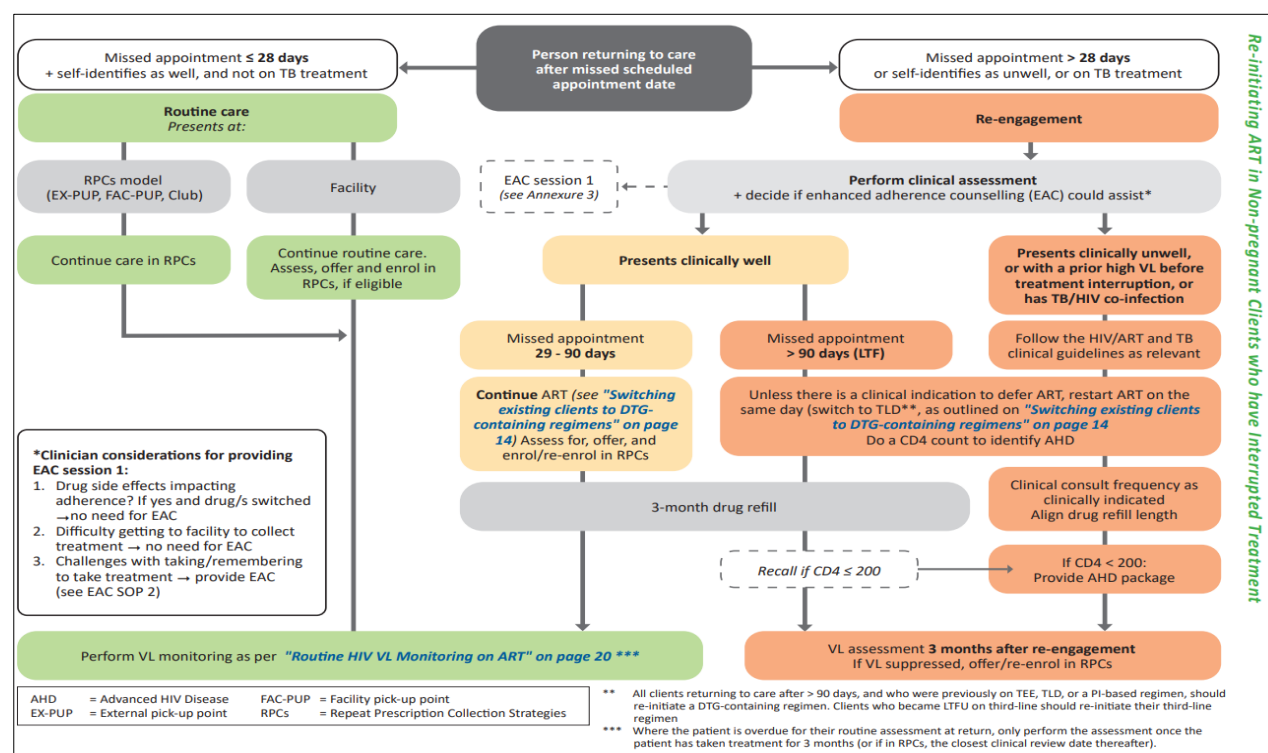 Missed appointment ≤ 28 days
+ self-identifies as well, and not on TB treatment
Person returning to care
after missed scheduled
appointment date
Missed appointment > 28 days
or self-identifies as unwell, or on TB treatment
Routine care
Presents at:
Re-engagement
RPCs model
(EX-PUP, FAC-PUP, Club)
Facility
EAC session 1
(see Annexure 3)
Perform clinical assessment
+ decide if enhanced adherence counselling (EAC) could assist*
Continue care in RPCs
Continue routine care.
Assess, offer and enrol in
RPCs, if eligible
Presents clinically well
Presents clinically unwell,
or with a prior high VL before
treatment interruption, or
has TB/HIV co-infection
Missed appointment
29 - 90 days
Missed appointment
> 90 days (LTF)
Follow the HIV/ART and TB
clinical guidelines as relevant
Continue ART (see "Switching
existing clients to DTG-
containing regimens" on page
14) Assess for, offer, and
enrol/re-enrol in RPCs
Unless there is a clinical indication to defer ART, restart ART on the
same day (switch to TLD**, as outlined on "Switching existing
clients to DTG-containing regimens" on page 14
Do a CD4 count to identify AHD
*Clinician considerations for providing
EAC session 1:
1. Drug side effects impacting
adherence? If yes and drug/s switched
→no need for EAC
2. Difficulty getting to facility to collect
treatment → no need for EAC
3. Challenges with taking/remembering
to take treatment → provide EAC
(see EAC SOP 2)
3-month drug refill
Clinical consult frequency as
clinically indicated
Align drug refill length
Recall if CD4 ≤ 200
If CD4 < 200:
Provide AHD package
Perform VL monitoring as per "Routine HIV VL Monitoring on ART" on page 20 ***
VL assessment 3 months after re-engagement
If VL suppressed, offer/re-enrol in RPCs
AHD = Advanced HIV Disease FAC-PUP = Facility pick-up point
EX-PUP = External pick-up point RPCs = Repeat Prescription Collection Strategies
** All clients returning to care after > 90 days, and who were previously on TEE, TLD, or a PI-based regimen, should
re-initiate a DTG-containing regimen. Clients who became LTFU on third-line should re-initiate their third-line
regimen
*** Where the patient is overdue for their routine assessment at return, only perform the assessment once the
patient has taken treatment for 3 months (or if in RPCs, the closest clinical review date thereafter).
Re-initiating ART in Non-pregnant Clients who have Interrupted Treatment